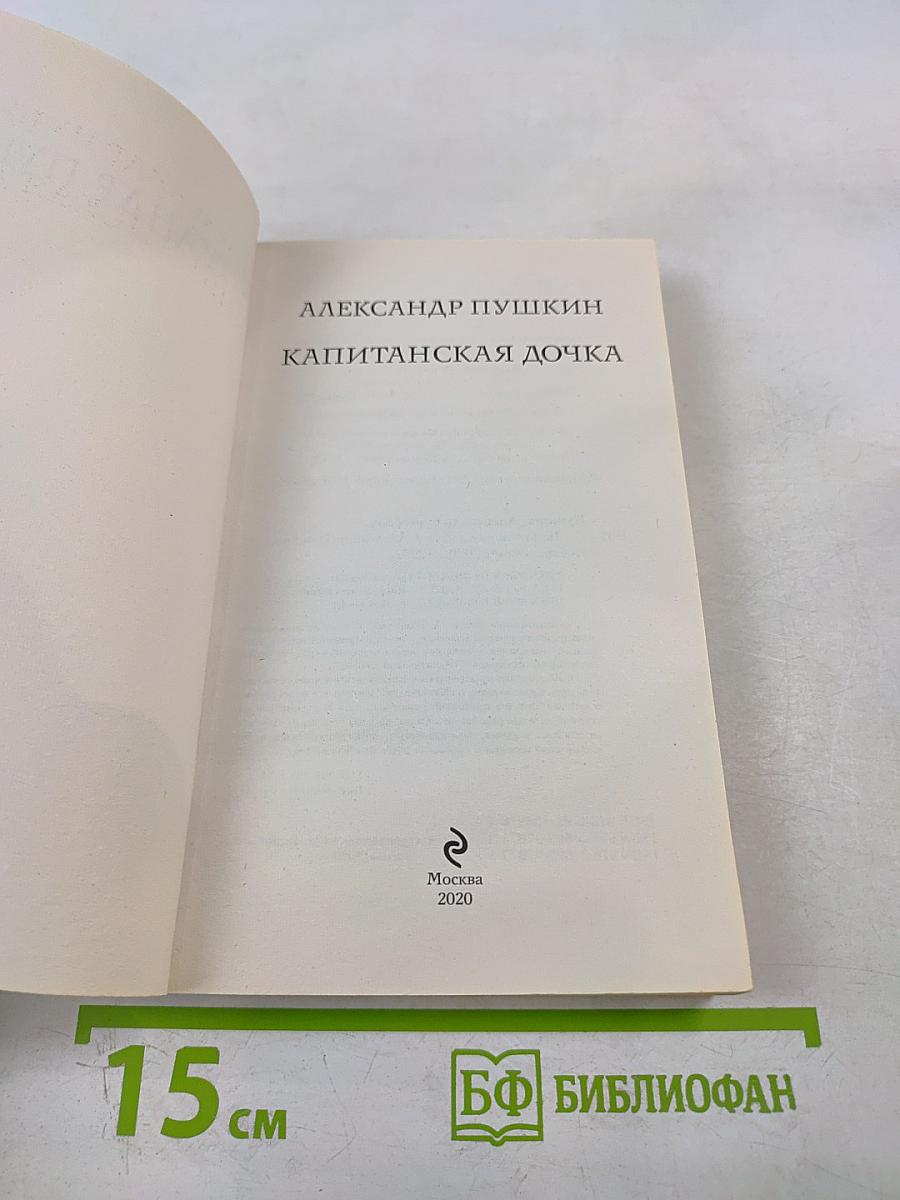 АЛЕКСАНДР ПУШКИН
КАПИТАНСКАЯ ДОЧКА
Москва
2020
15 см
БФ БИБЛИОФАН